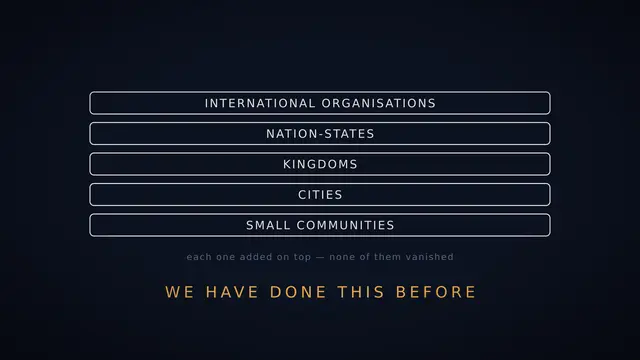 INTERNATIONAL ORGANISATIONS
NATION-STATES
KINGDOMS
CITIES
SMALL COMMUNITIES
each one added on top — none of them vanished
WE HAVE DONE THIS BEFORE